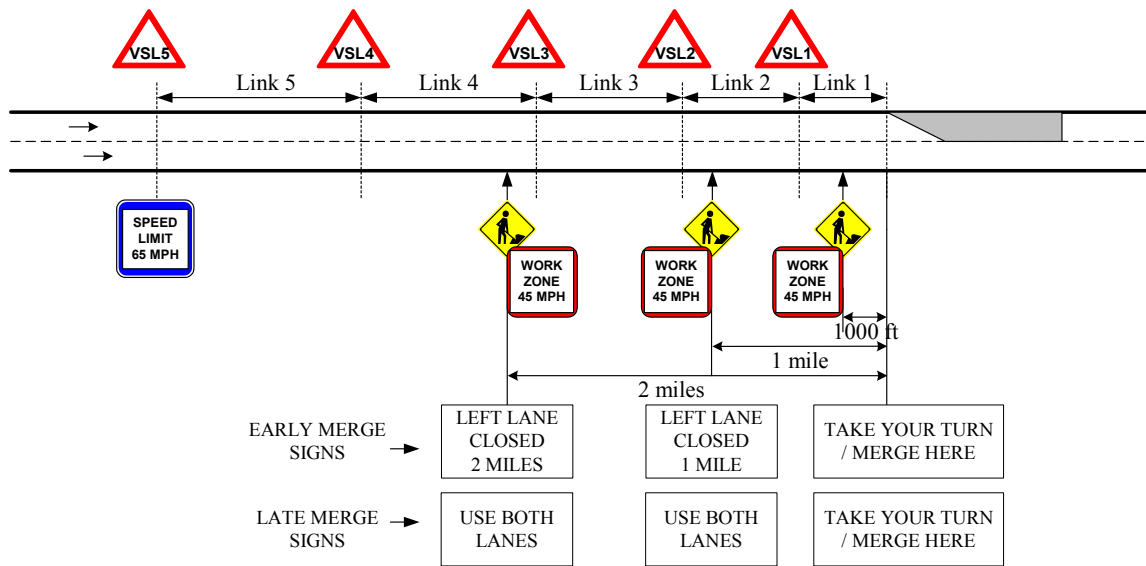 VSL5
VSL4
VSL3
VSL2
VSL1
Link 5
Link 4
Link 3
Link 2
Link 1
SPEED
LIMIT
65 MPH
WORK
ZONE
45 MPH
WORK
ZONE
45 MPH
WORK
ZONE
45 MPH
1000 ft
1 mile
2 miles
EARLY MERGE
SIGNS
LEFT LANE
CLOSED
2 MILES
LEFT LANE
CLOSED
1 MILE
TAKE YOUR TURN
/ MERGE HERE
LATE MERGE
SIGNS
USE BOTH
LANES
USE BOTH
LANES
TAKE YOUR TURN
/ MERGE HERE